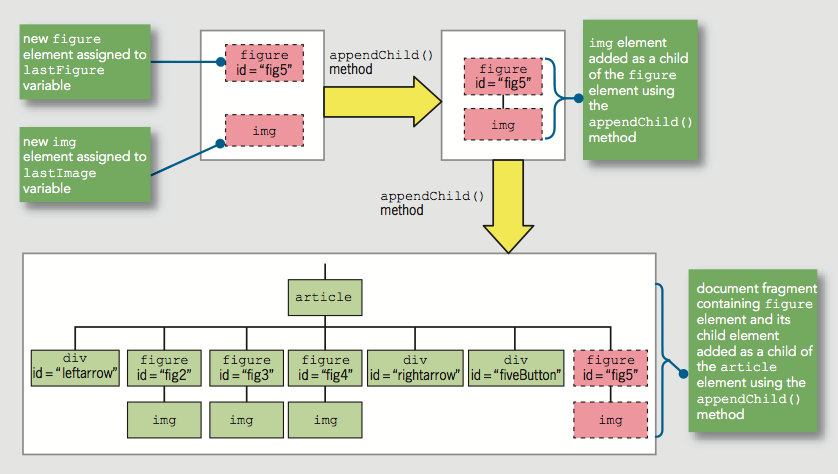 new figure
element assigned to
lastFigure
variable
new img
element assigned to
lastImage
variable
figure
id = “fig5”
img
appendChild()
method
figure
id = “fig5”
img
img element
added as a child
of the figure
element using
the
appendChild()
method
appendChild()
method
article
div
id = “leftarrow”
figure
id = “fig2”
figure
id = “fig3”
figure
id = “fig4”
div
id = “rightarrow”
div
id = “fiveButton”
figure
id = “fig5”
img
img
img
img
document fragment
containing figure
element and its
child element
added as a child of
the article
element using the
appendChild()
method